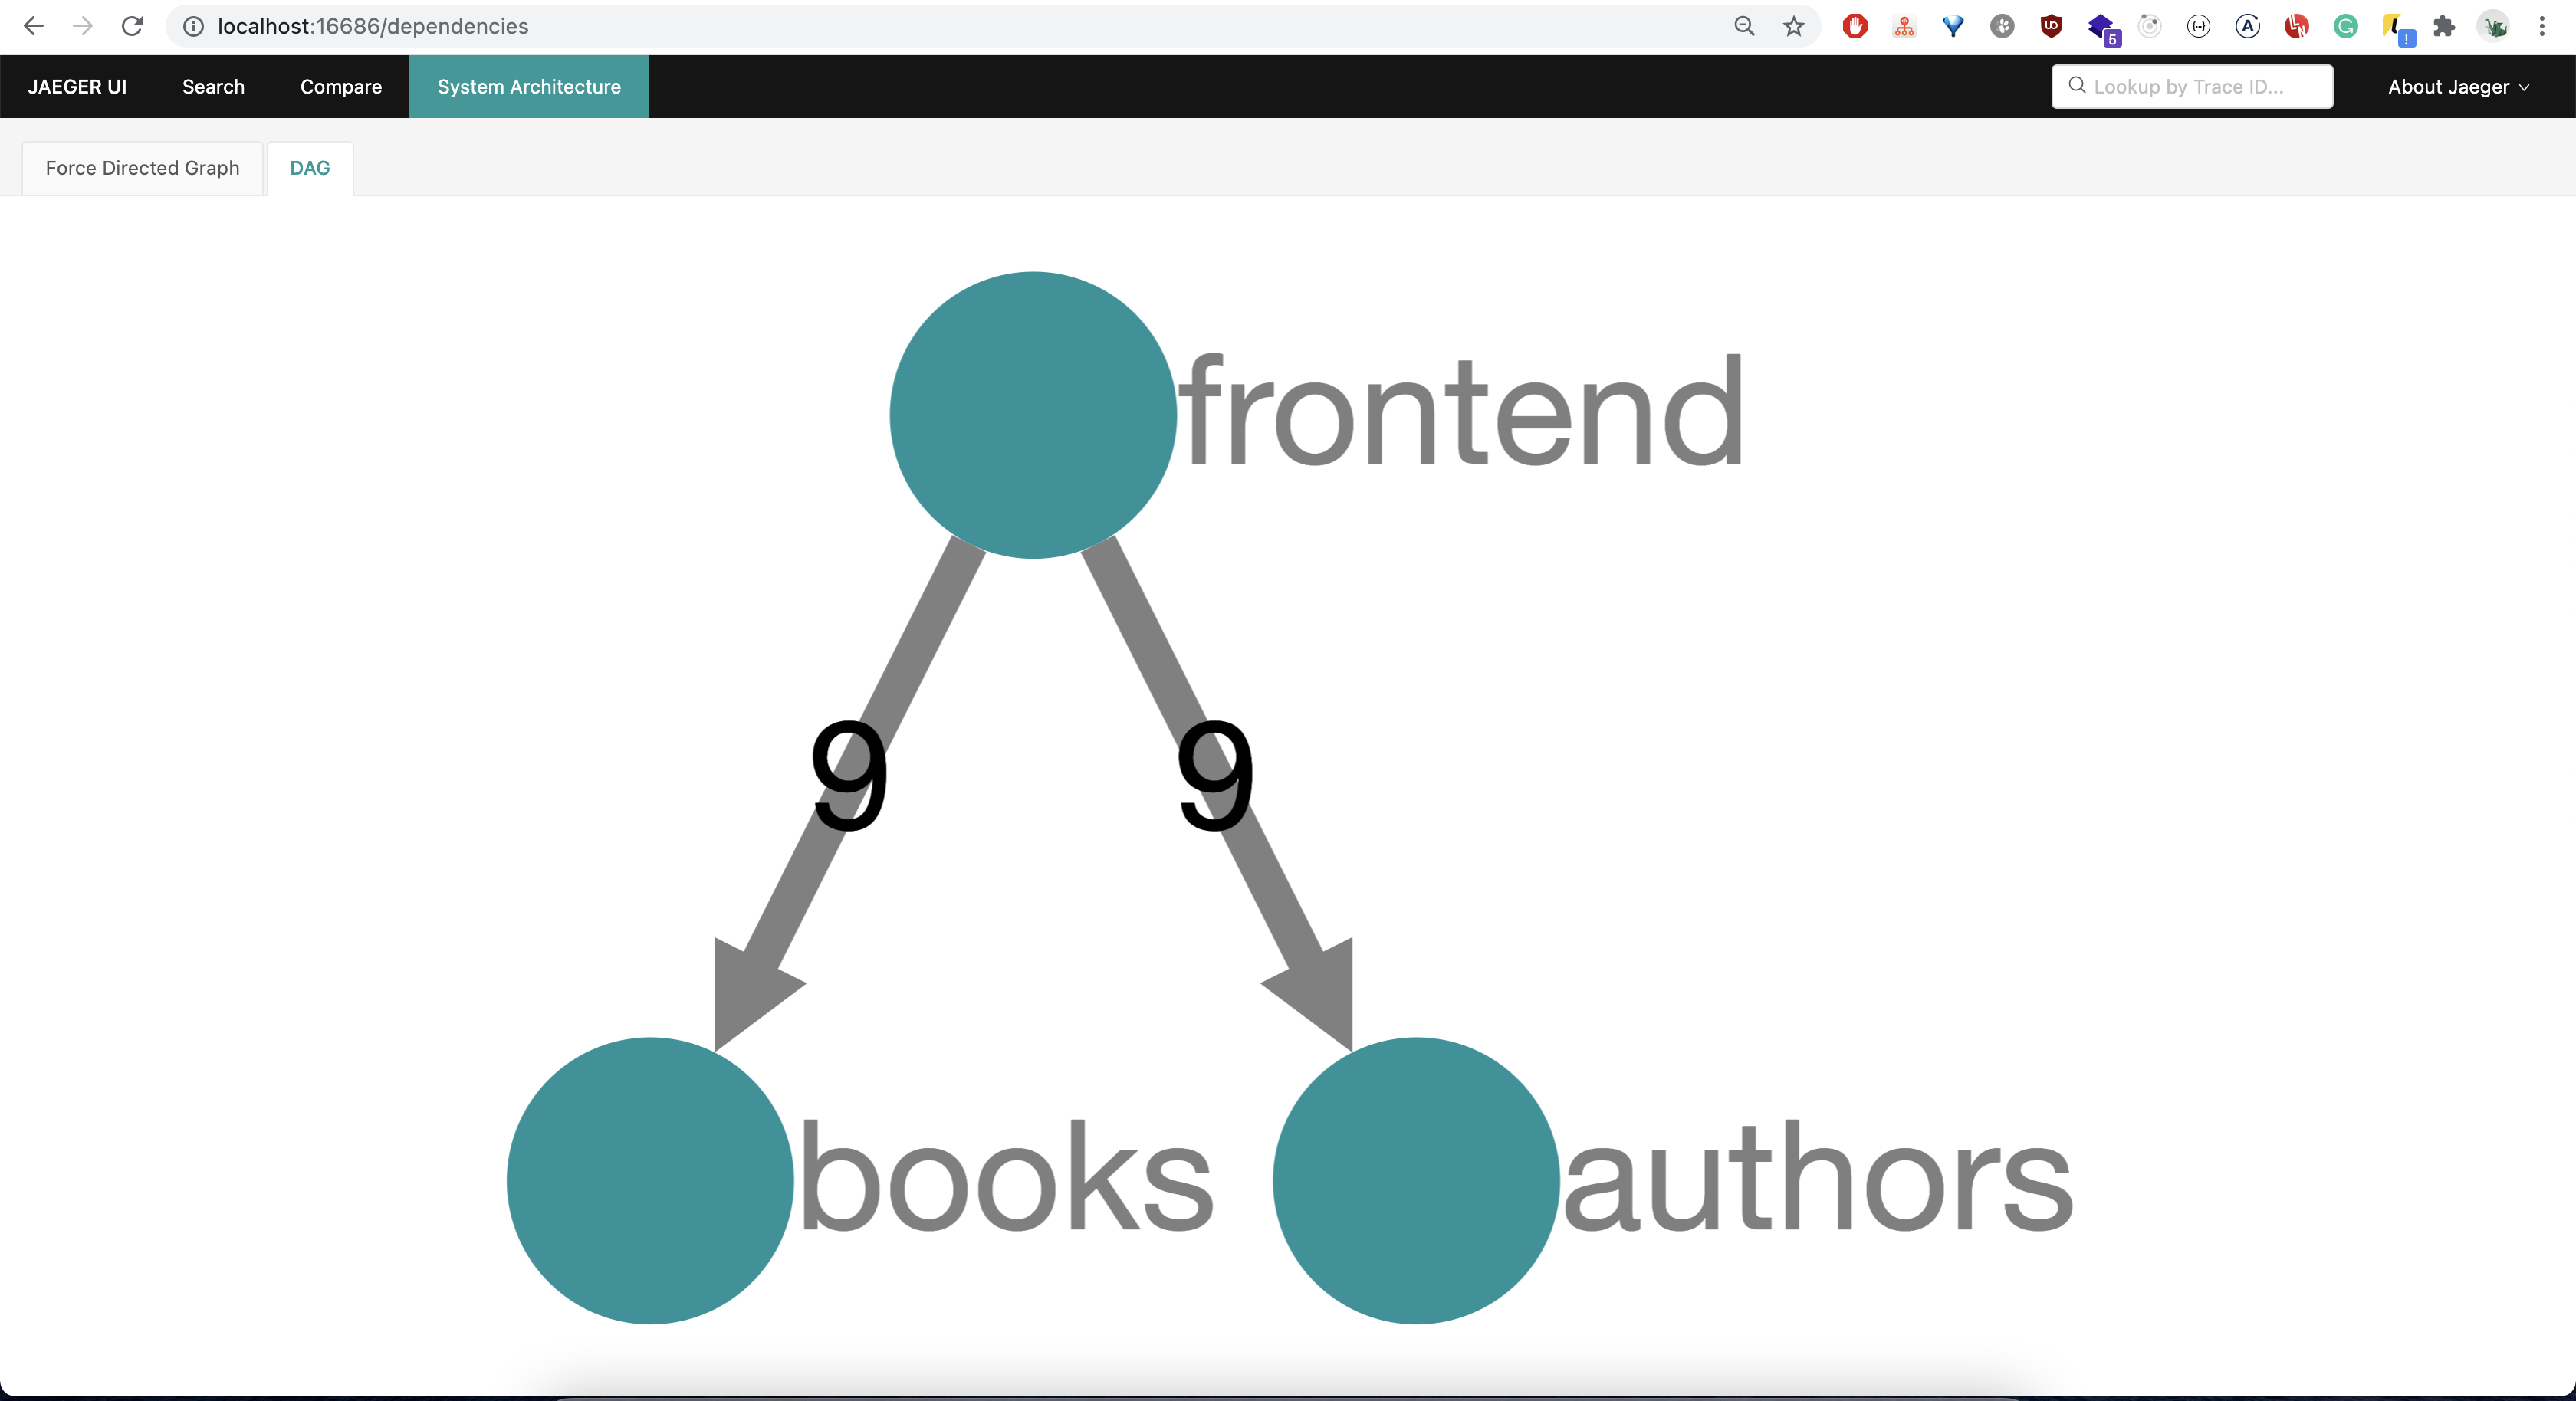 localhost:16686/dependencies
5
JAEGER UI Search Compare System Architecture Lookup by Trace ID... About Jaeger
Force Directed Graph DAG
frontend
9 9
books authors